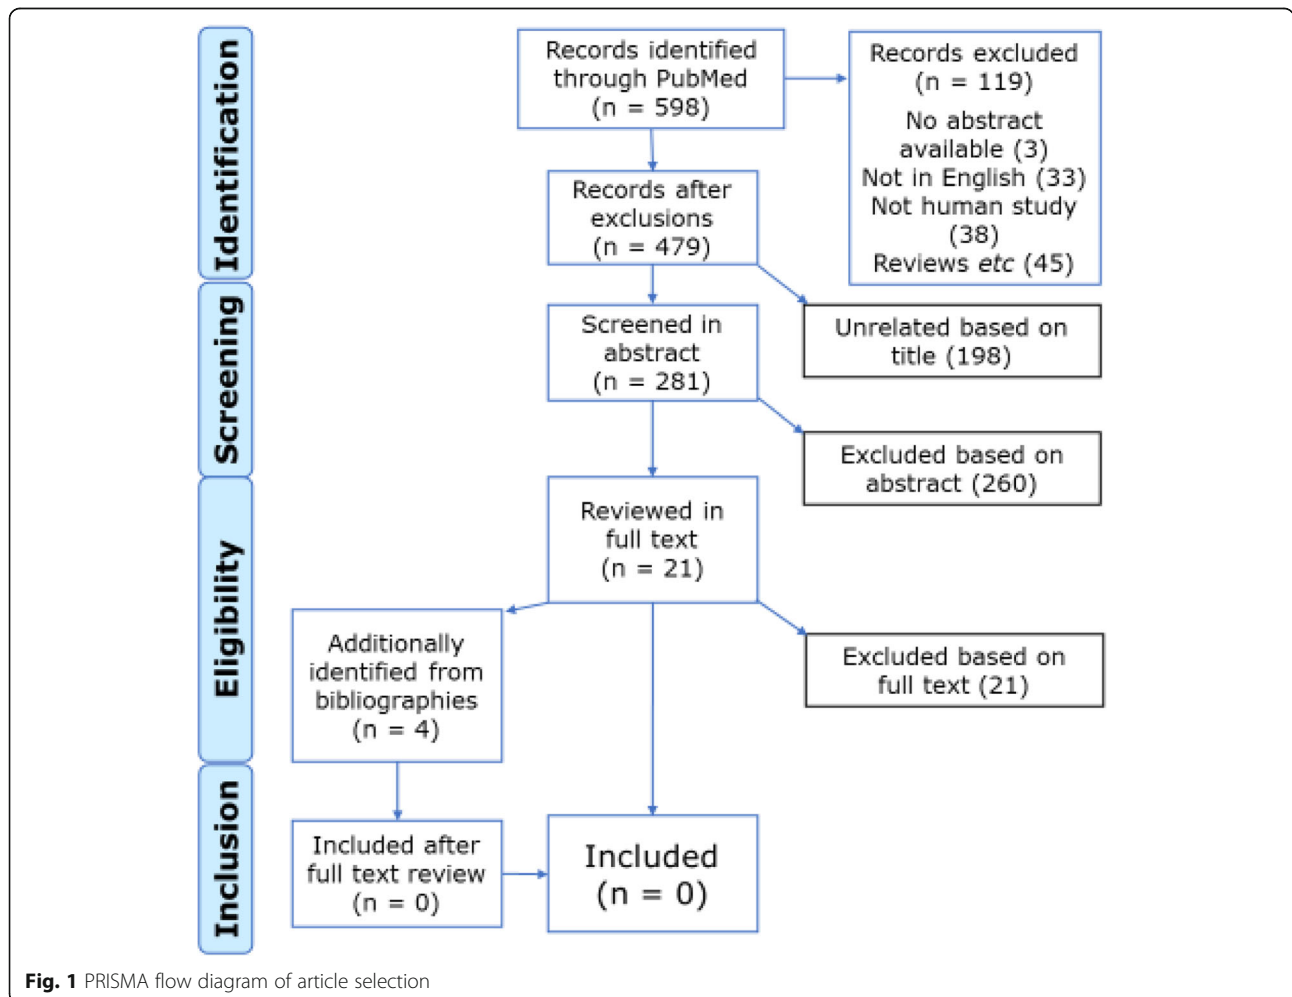 Identification
Records identified
through PubMed
(n = 598)
Records excluded
(n = 119)
No abstract
available (3)
Not in English (33)
Not human study
(38)
Reviews etc (45)
Records after
exclusions
(n = 479)
Screening
Screened in
abstract
(n = 281)
Unrelated based on
title (198)
Excluded based on
abstract (260)
Eligibility
Reviewed in
full text
(n = 21)
Additionally
identified from
bibliographies
(n = 4)
Excluded based on
full text (21)
Inclusion
Included after
full text review
(n = 0)
Included
(n = 0)
Fig. 1 PRISMA flow diagram of article selection